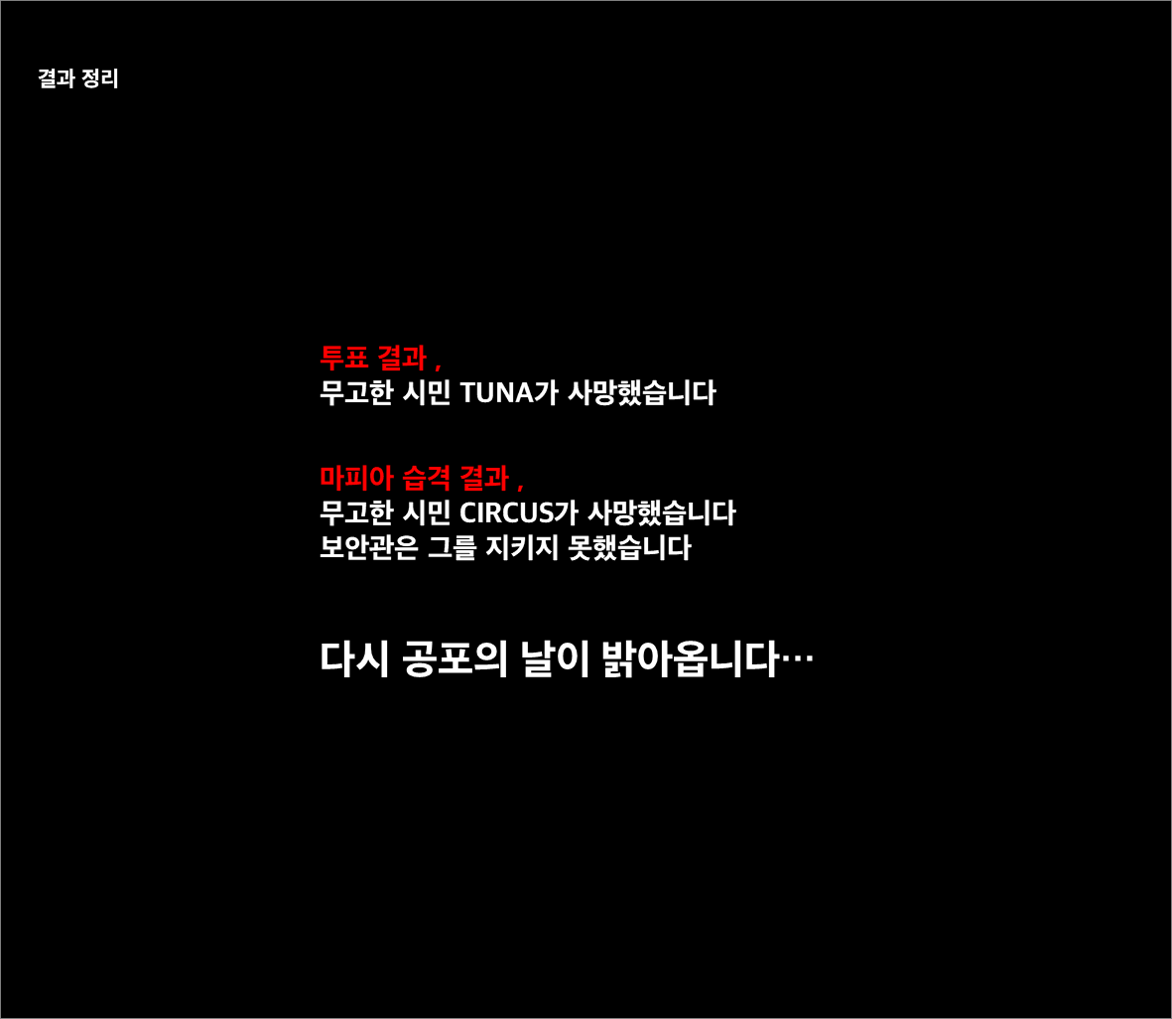 결과 정리
투표 결과 ,
무고한 시민 TUNA가 사망했습니다
마피아 습격 결과 ,
무고한 시민 CIRCUS가 사망했습니다
보안관은 그를 지키지 못했습니다
다시 공포의 날이 밝아옵니다…